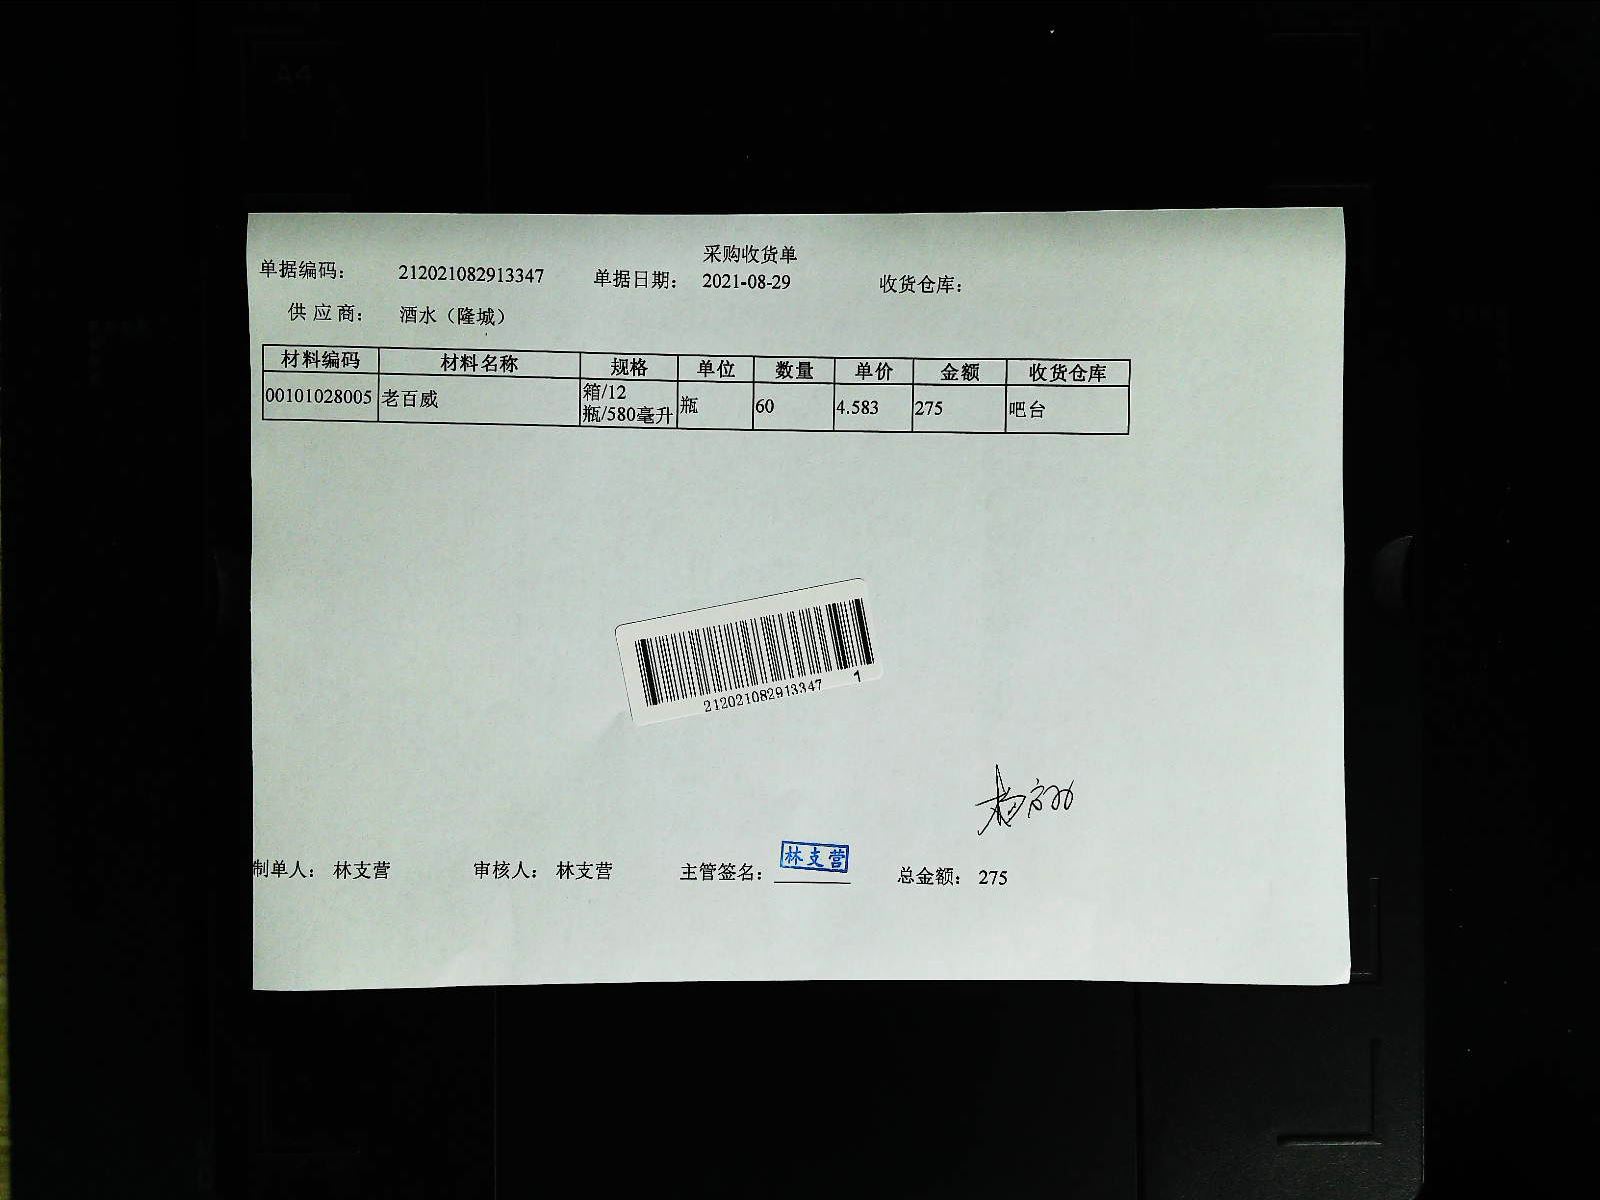 采购收货单
单据编码： 212021082913347 单据日期： 2021-08-29 收货仓库：
供 应 商： 酒水（隆城）
材料编码 材料名称 规格 单位 数量 单价 金额 收货仓库
00101028005 老百威 箱/12瓶/580毫升 瓶 60 4.583 275 吧台
212021082913347 1
制单人： 林支营 审核人： 林支营 主管签名： 林支营 总金额： 275